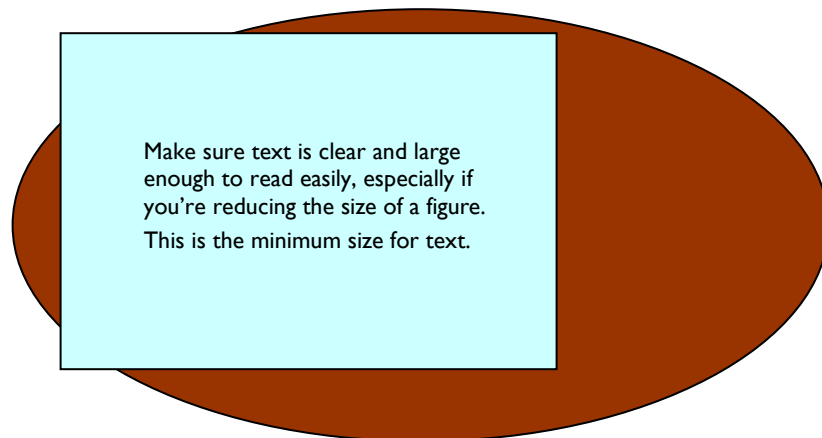 Make sure text is clear and large
enough to read easily, especially if
you’re reducing the size of a figure.
This is the minimum size for text.